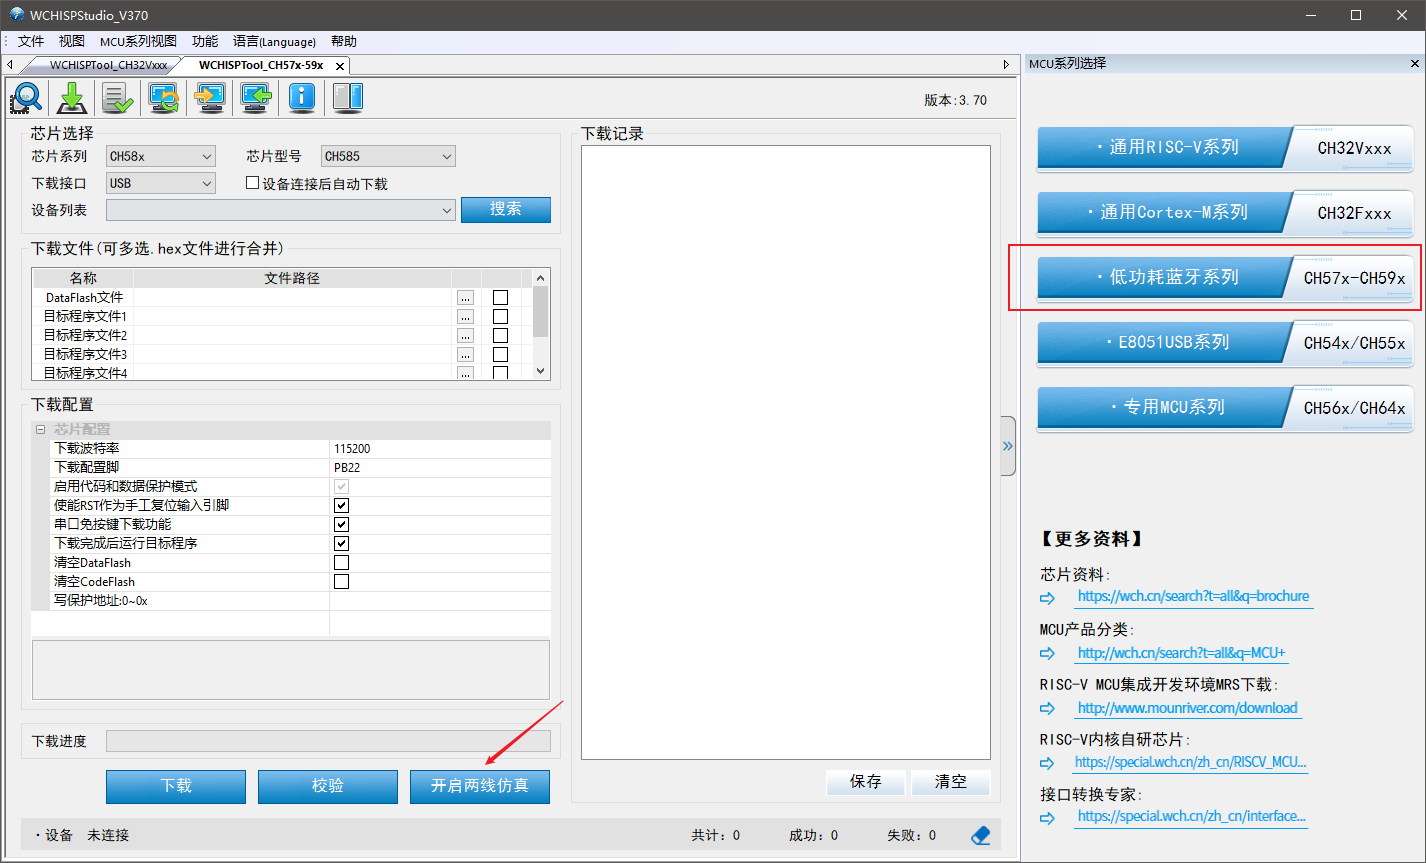 WCHISPStudio_V370
文件 视图 MCU系列视图 功能 语言(Language) 帮助
WCHISPTool_CH32Vxxx WCHISPTool_CH57x-59x
版本:3.70
芯片选择
芯片系列 CH58x 芯片型号 CH585
下载接口 USB 设备连接后自动下载
设备列表 搜索
下载文件(可多选.hex文件进行合并)
名称 文件路径
DataFlash文件 ...
目标程序文件1 ...
目标程序文件2 ...
目标程序文件3 ...
目标程序文件4 ...
下载配置
芯片配置
下载波特率 115200
下载配置脚 PB22
启用代码和数据保护模式
使能RST作为手工复位输入引脚
串口免按键下载功能
下载完成后运行目标程序
清空DataFlash
清空CodeFlash
写保护地址:0~0x
下载进度
下载 校验 开启两线仿真
下载记录
保存 清空
·设备 未连接 共计: 0 成功: 0 失败: 0
MCU系列选择
·通用RISC-V系列 CH32Vxxx
·通用Cortex-M系列 CH32Fxxx
·低功耗蓝牙系列 CH57x-CH59x
·E8051USB系列 CH54x/CH55x
·专用MCU系列 CH56x/CH64x
【更多资料】
芯片资料:
https://wch.cn/search?t=all&q=brochure
MCU产品分类:
http://wch.cn/search?t=all&q=MCU+
RISC-V MCU集成开发环境MRS下载:
http://www.mounriver.com/download
RISC-V内核自研芯片:
https://special.wch.cn/zh_cn/RISCV_MCU...
接口转换专家:
https://special.wch.cn/zh_cn/interface...